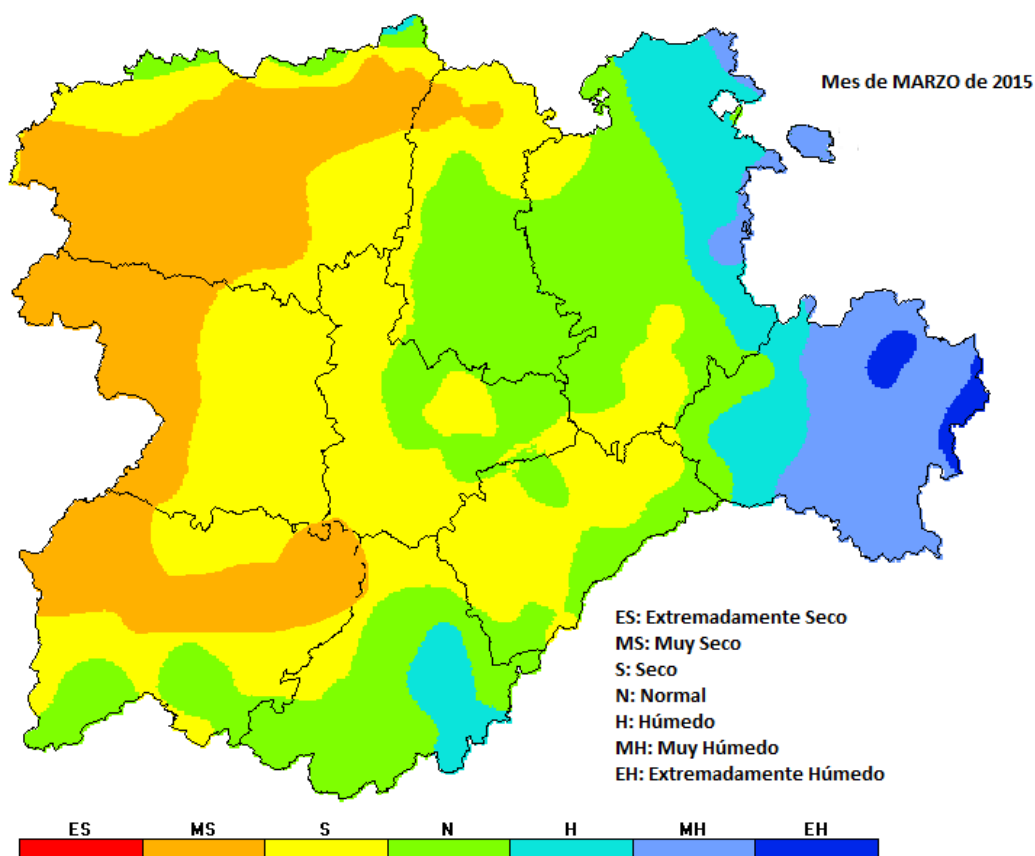 Mes de MARZO de 2015
ES: Extremadamente Seco
MS: Muy Seco
S: Seco
N: Normal
H: Húmedo
MH: Muy Húmedo
EH: Extremadamente Húmedo
ES MS S N H MH EH